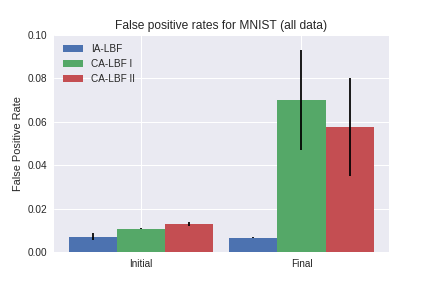 False positive rates for MNIST (all data)
IA-LBF
CA-LBF I
CA-LBF II
False Positive Rate
0.10
0.08
0.06
0.04
0.02
0.00
Initial
Final